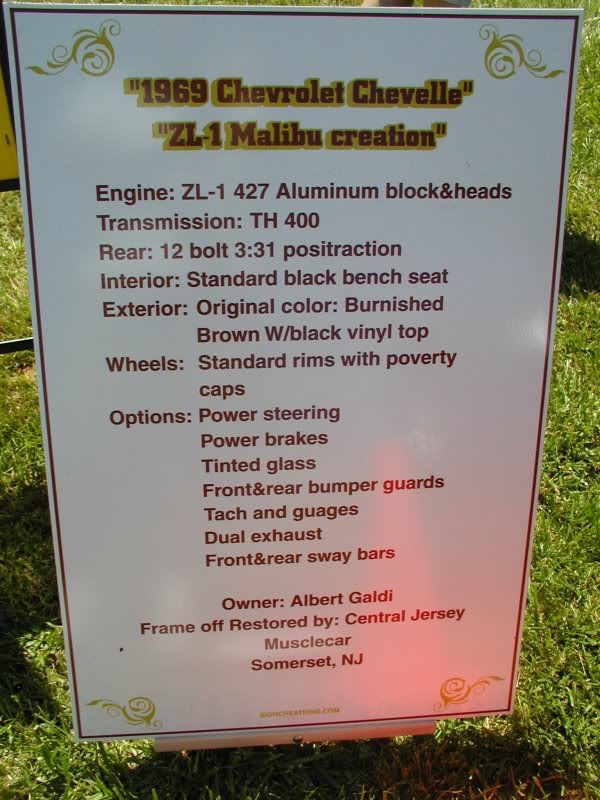 "1969 Chevrolet Chevelle"
"ZL-1 Malibu creation"
Engine: ZL-1 427 Aluminum block&heads
Transmission: TH 400
Rear: 12 bolt 3:31 positraction
Interior: Standard black bench seat
Exterior: Original color: Burnished
Brown W/black vinyl top
Wheels: Standard rims with poverty
caps
Options: Power steering
Power brakes
Tinted glass
Front&rear bumper guards
Tach and guages
Dual exhaust
Front&rear sway bars
Owner: Albert Galdi
Frame off Restored by: Central Jersey
Musclecar
Somerset, NJ
SIGNCREATIONS.COM